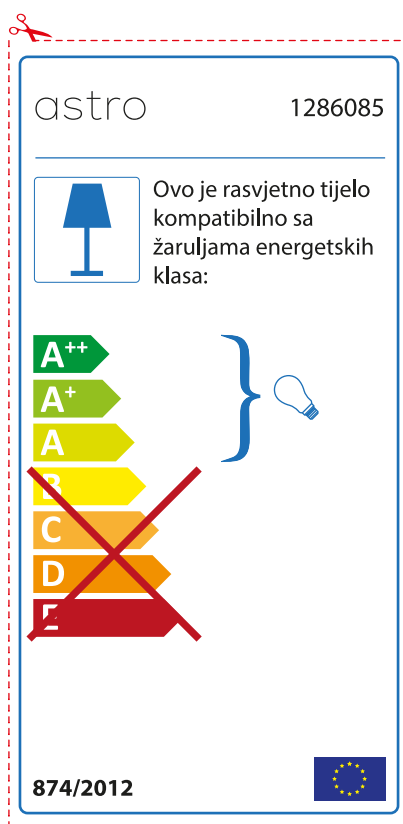 astro
1286085
Ovo je rasvjetno tijelo
kompatibilno sa
žaruljama energetskih
klasa:
A++
A+
A
B
C
D
E
874/2012